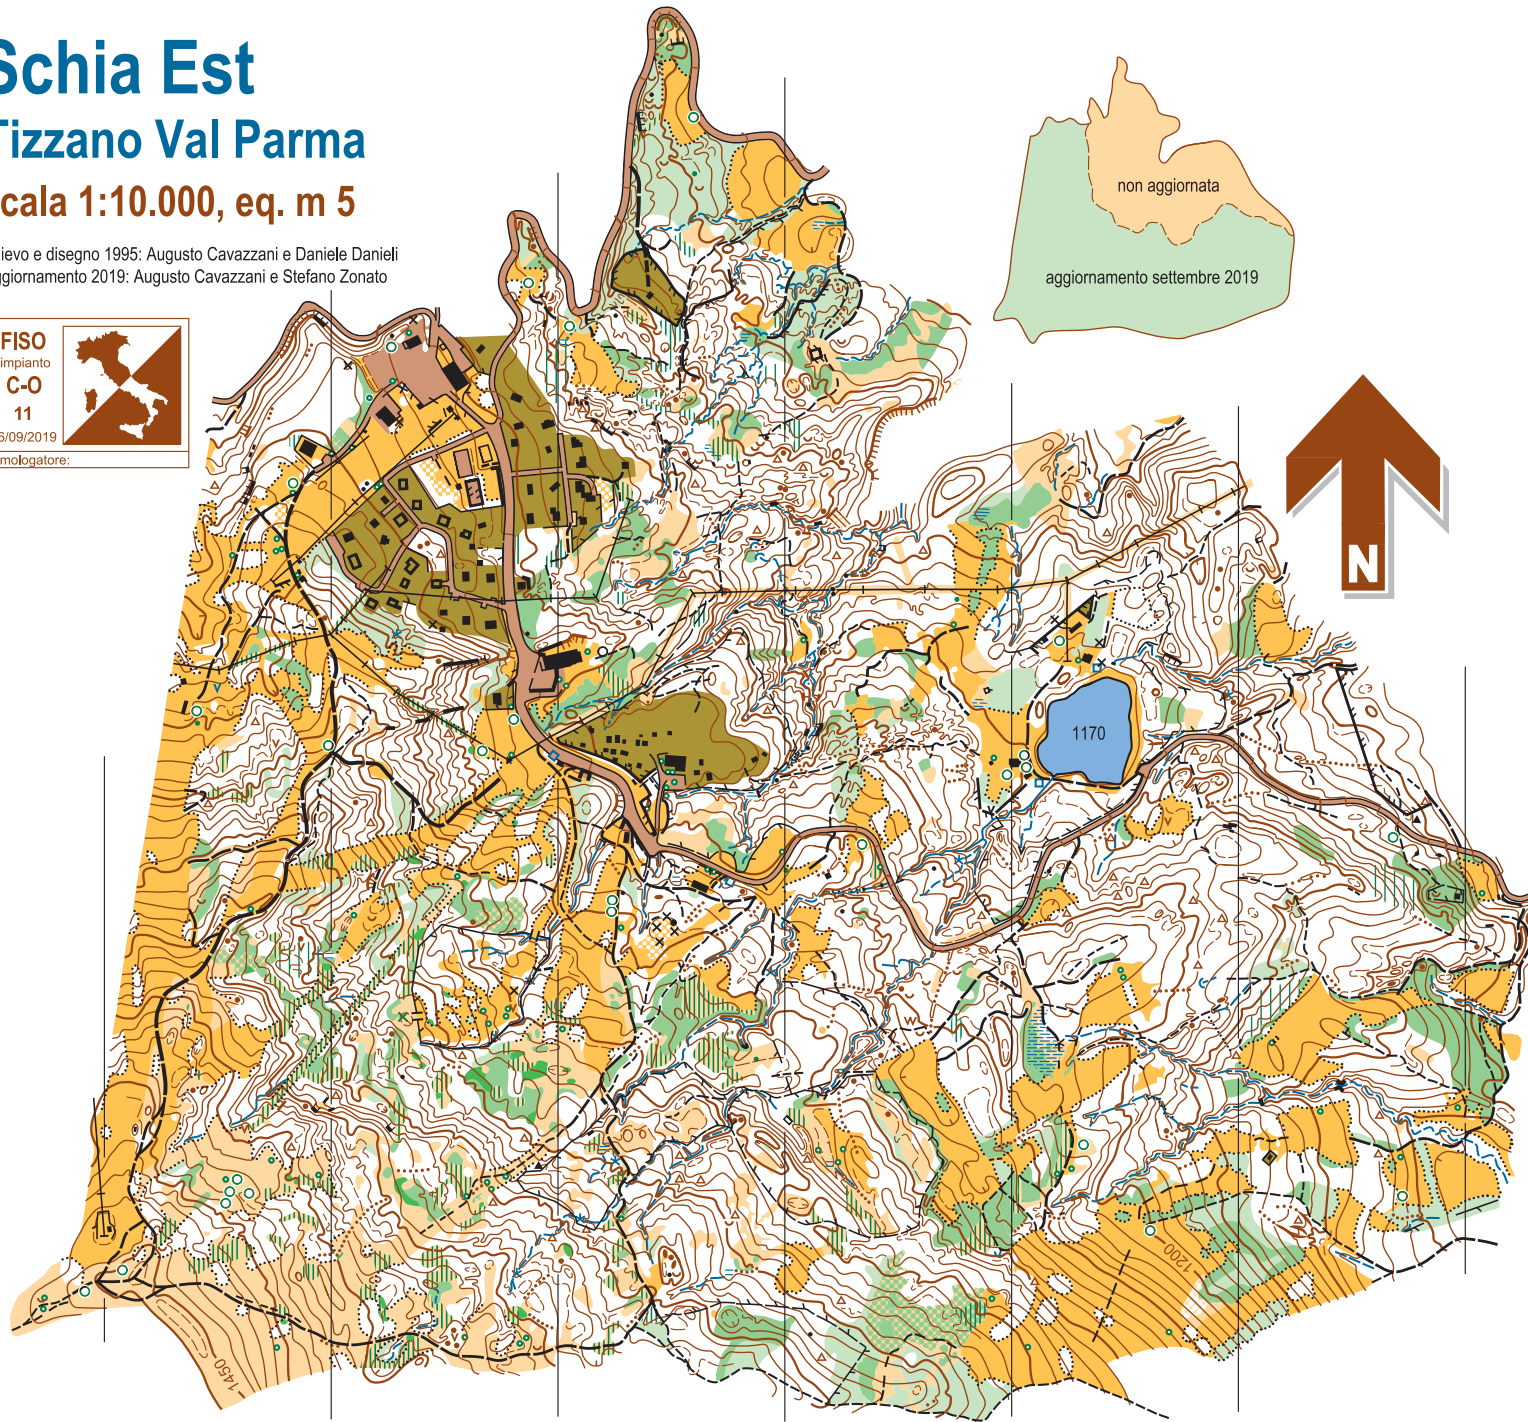 Schia Est
Tizzano Val Parma
cala 1:10.000, eq. m 5
ievo e disegno 1995: Augusto Cavazzani e Daniele Danieli
ggiornamento 2019: Augusto Cavazzani e Stefano Zonato
FISO
impianto
C-O
11
6/09/2019
mologatore:
non aggiornata
aggiornamento settembre 2019
N
1170
1200
1450